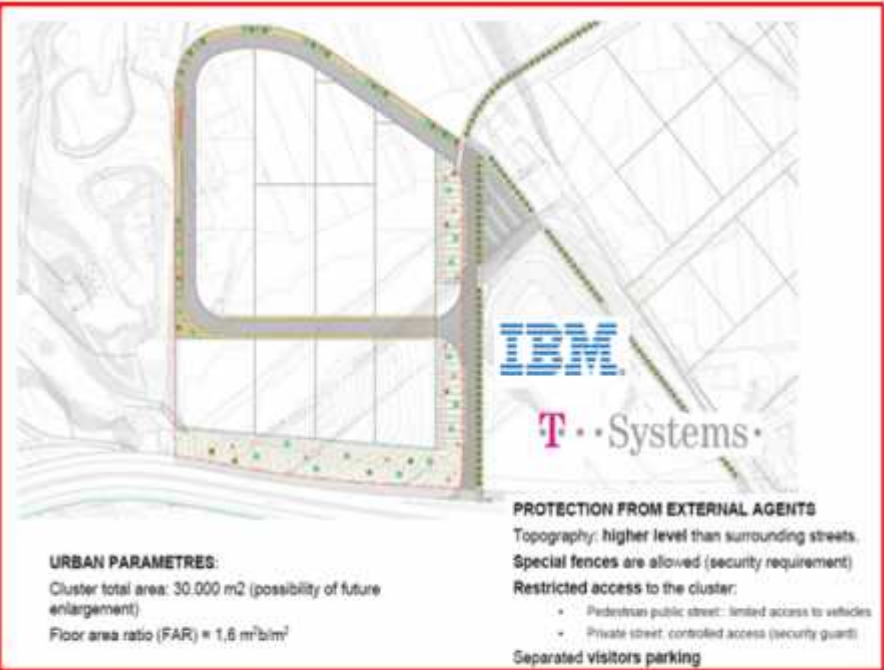 IBM
T··Systems·
PROTECTION FROM EXTERNAL AGENTS
Topography: higher level than surrounding streets.
Special fences are allowed (security requirement)
Restricted access to the cluster:
• Pedestrian public street: limited access to vehicles
• Private street: controlled access (security guard)
Separated visitors parking
URBAN PARAMETRES:
Cluster total area: 30.000 m2 (possibility of future
enlargement)
Floor area ratio (FAR) = 1,6 m²b/m²